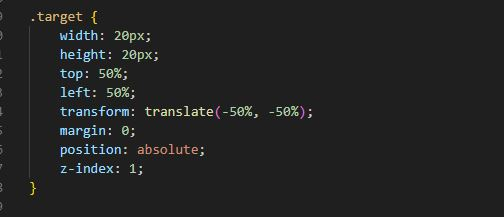 .target {
    width: 20px;
    height: 20px;
    top: 50%;
    left: 50%;
    transform: translate(-50%, -50%);
    margin: 0;
    position: absolute;
    z-index: 1;
}